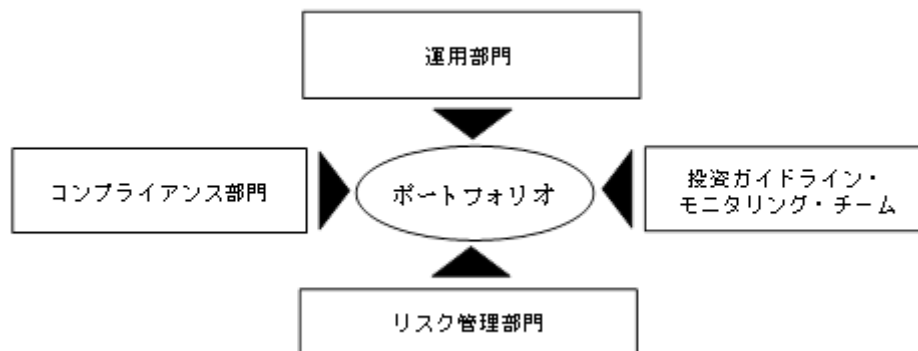 運用部門
コンプライアンス部門
ポートフォリオ
投資ガイドライン・
モニタリング・チーム
リスク管理部門